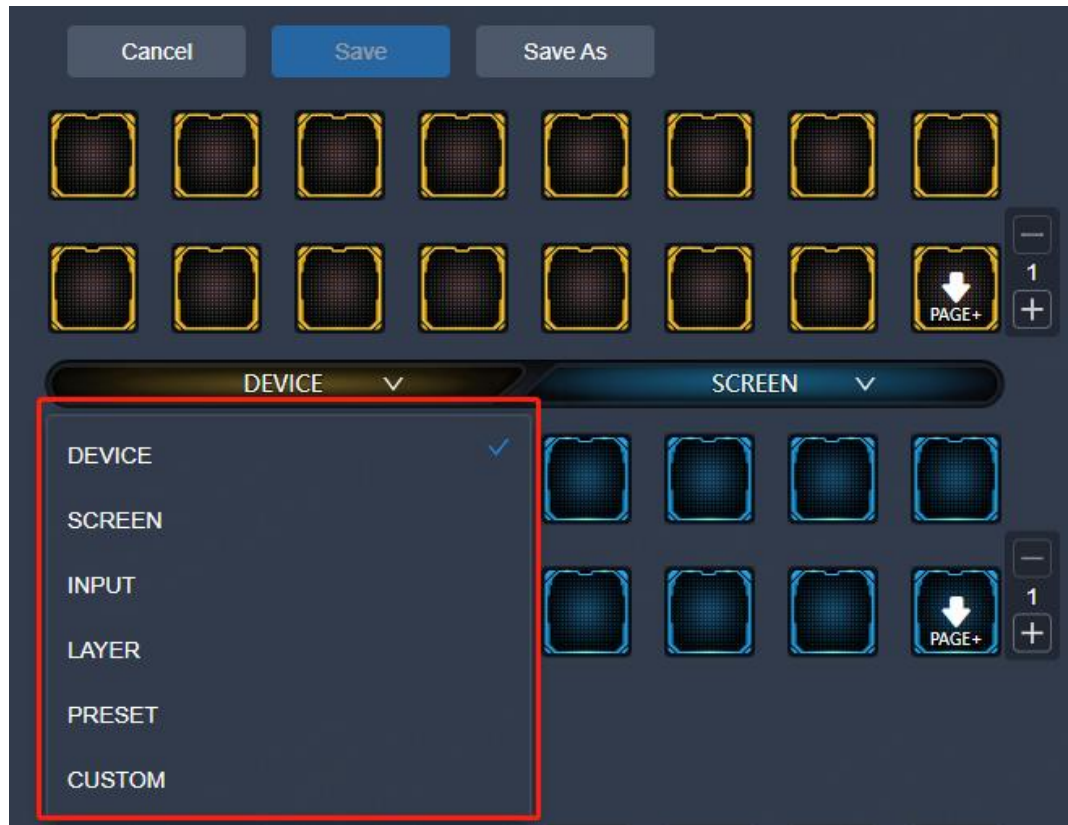 Cancel Save Save As
1
PAGE+
DEVICE SCREEN
DEVICE
SCREEN
INPUT
1
LAYER PAGE+
PRESET
CUSTOM